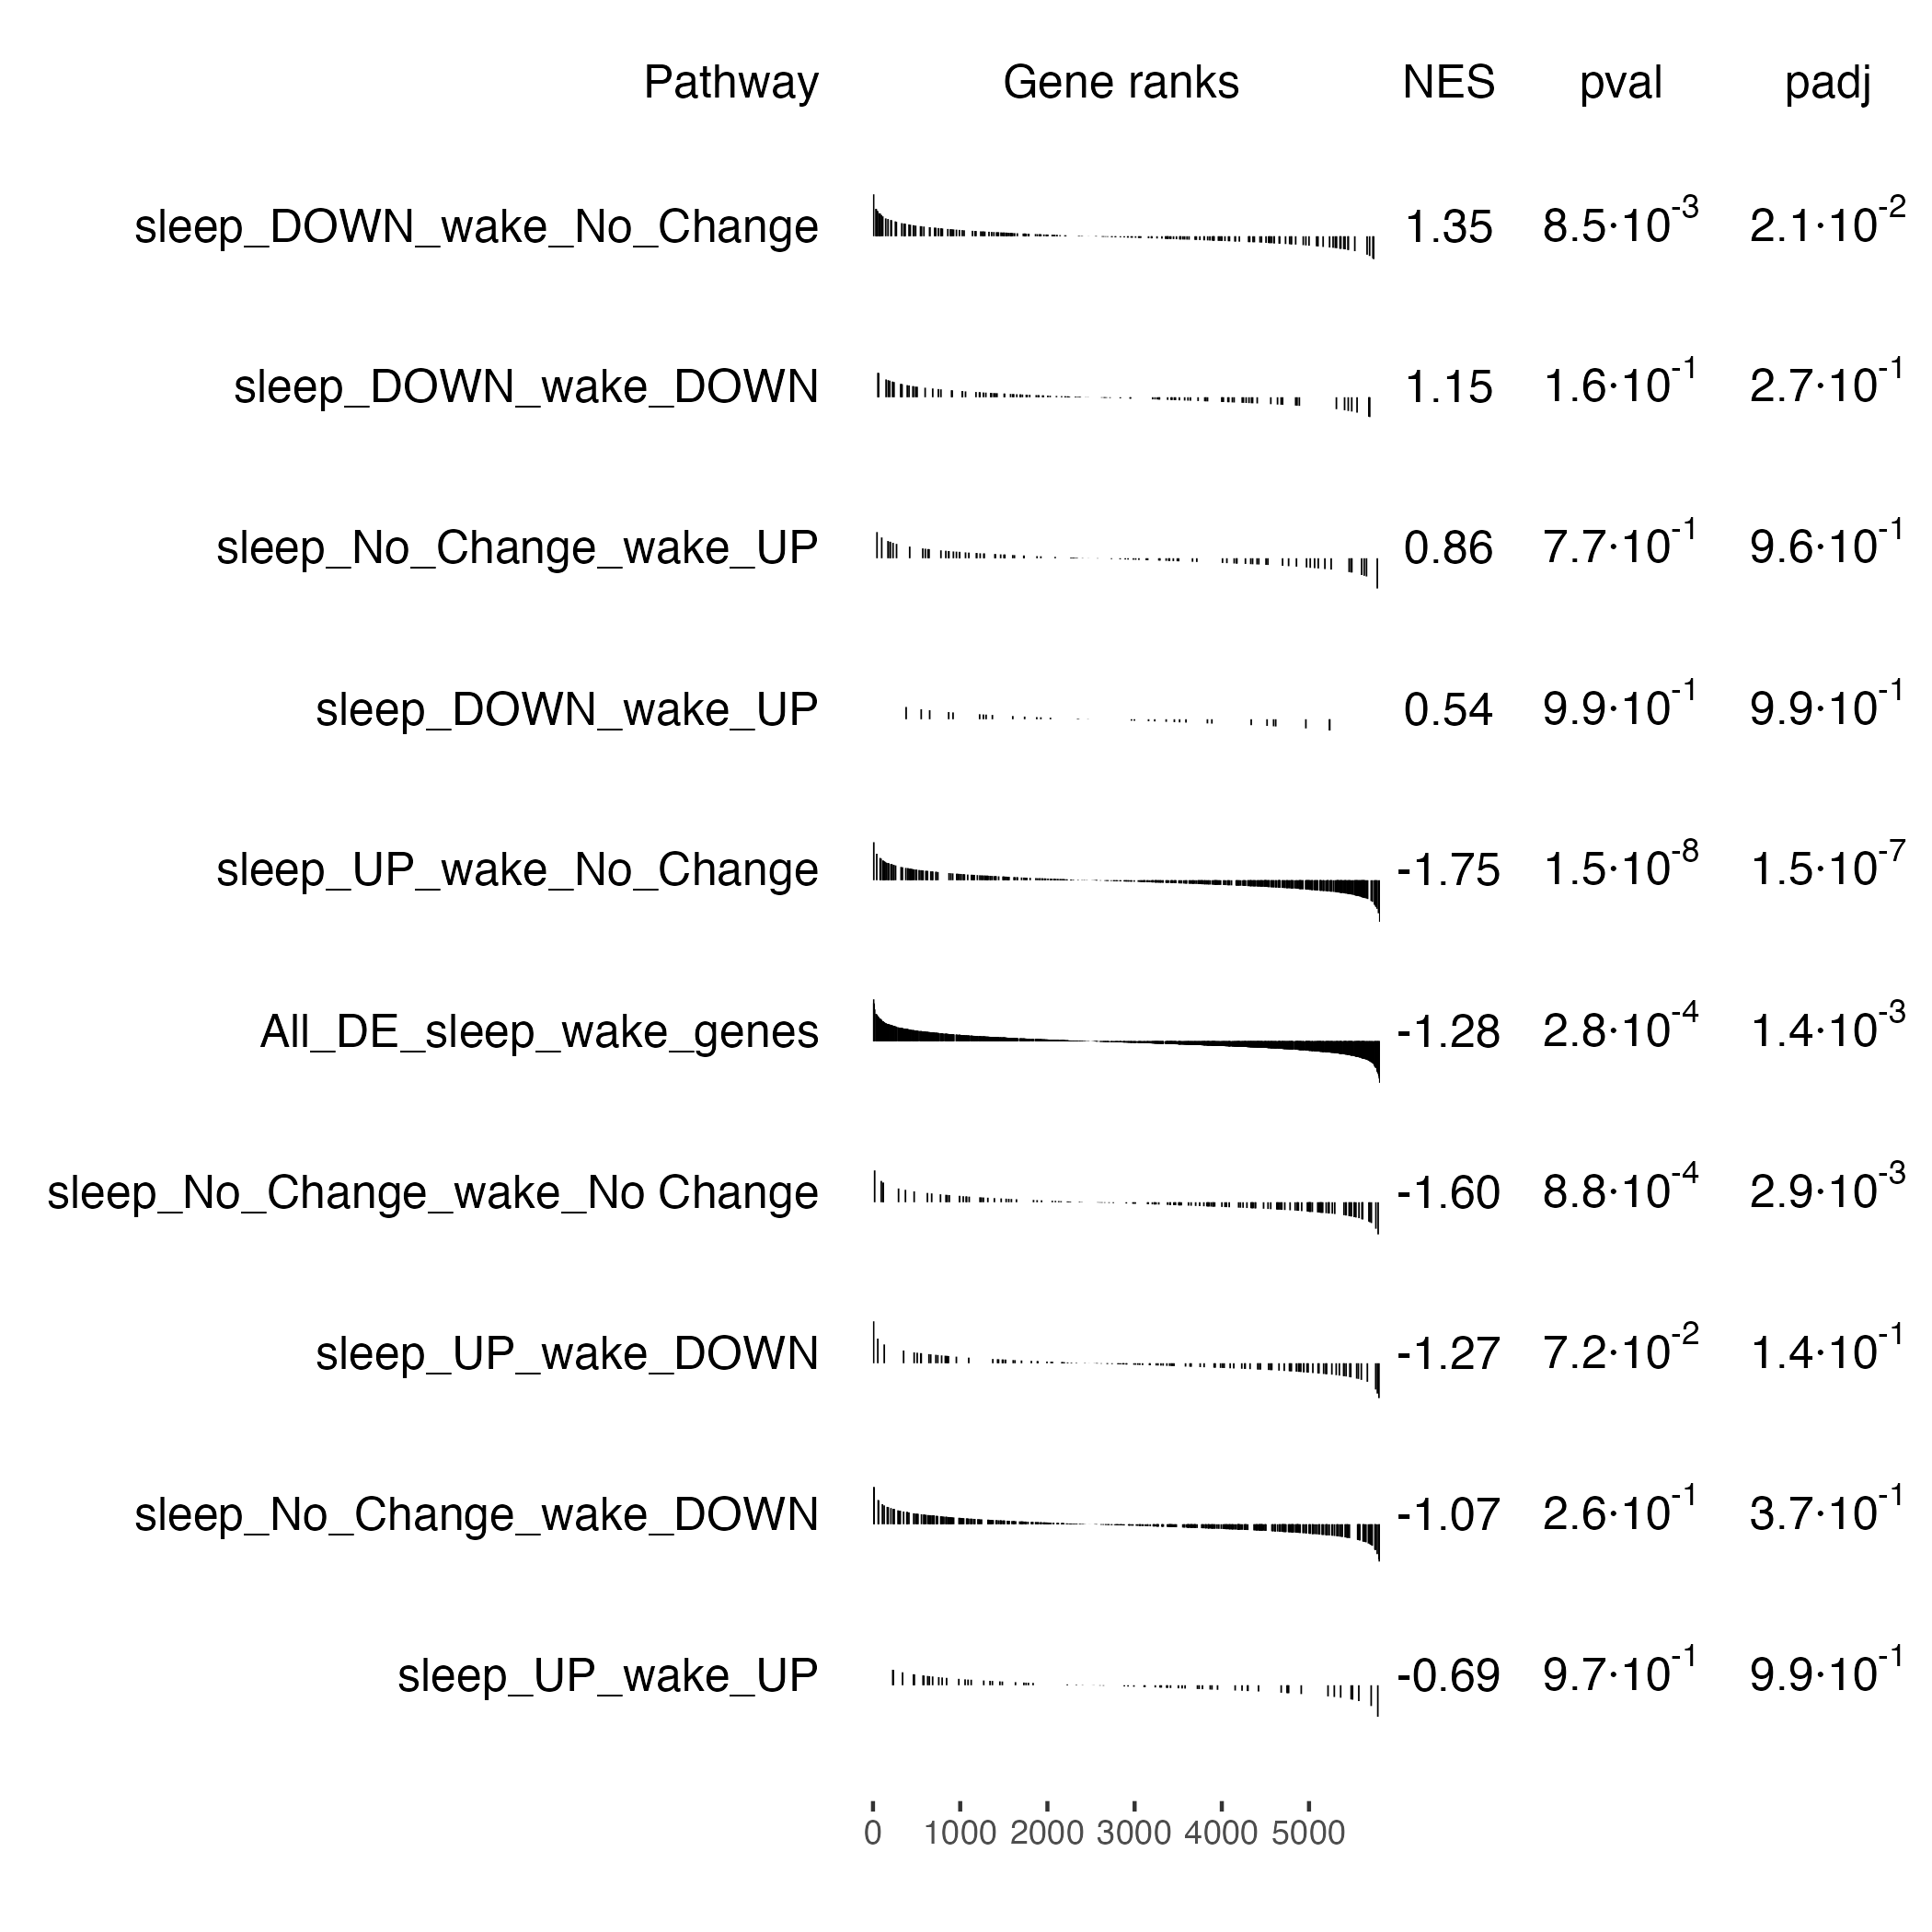 Pathway Gene ranks NES pval padj
sleep_DOWN_wake_No_Change 1.35 8.5·10⁻³ 2.1·10⁻²
sleep_DOWN_wake_DOWN 1.15 1.6·10⁻¹ 2.7·10⁻¹
sleep_No_Change_wake_UP 0.86 7.7·10⁻¹ 9.6·10⁻¹
sleep_DOWN_wake_UP 0.54 9.9·10⁻¹ 9.9·10⁻¹
sleep_UP_wake_No_Change -1.75 1.5·10⁻⁸ 1.5·10⁻⁷
All_DE_sleep_wake_genes -1.28 2.8·10⁻⁴ 1.4·10⁻³
sleep_No_Change_wake_No Change -1.60 8.8·10⁻⁴ 2.9·10⁻³
sleep_UP_wake_DOWN -1.27 7.2·10⁻² 1.4·10⁻¹
sleep_No_Change_wake_DOWN -1.07 2.6·10⁻¹ 3.7·10⁻¹
sleep_UP_wake_UP -0.69 9.7·10⁻¹ 9.9·10⁻¹
0 1000 2000 3000 4000 5000